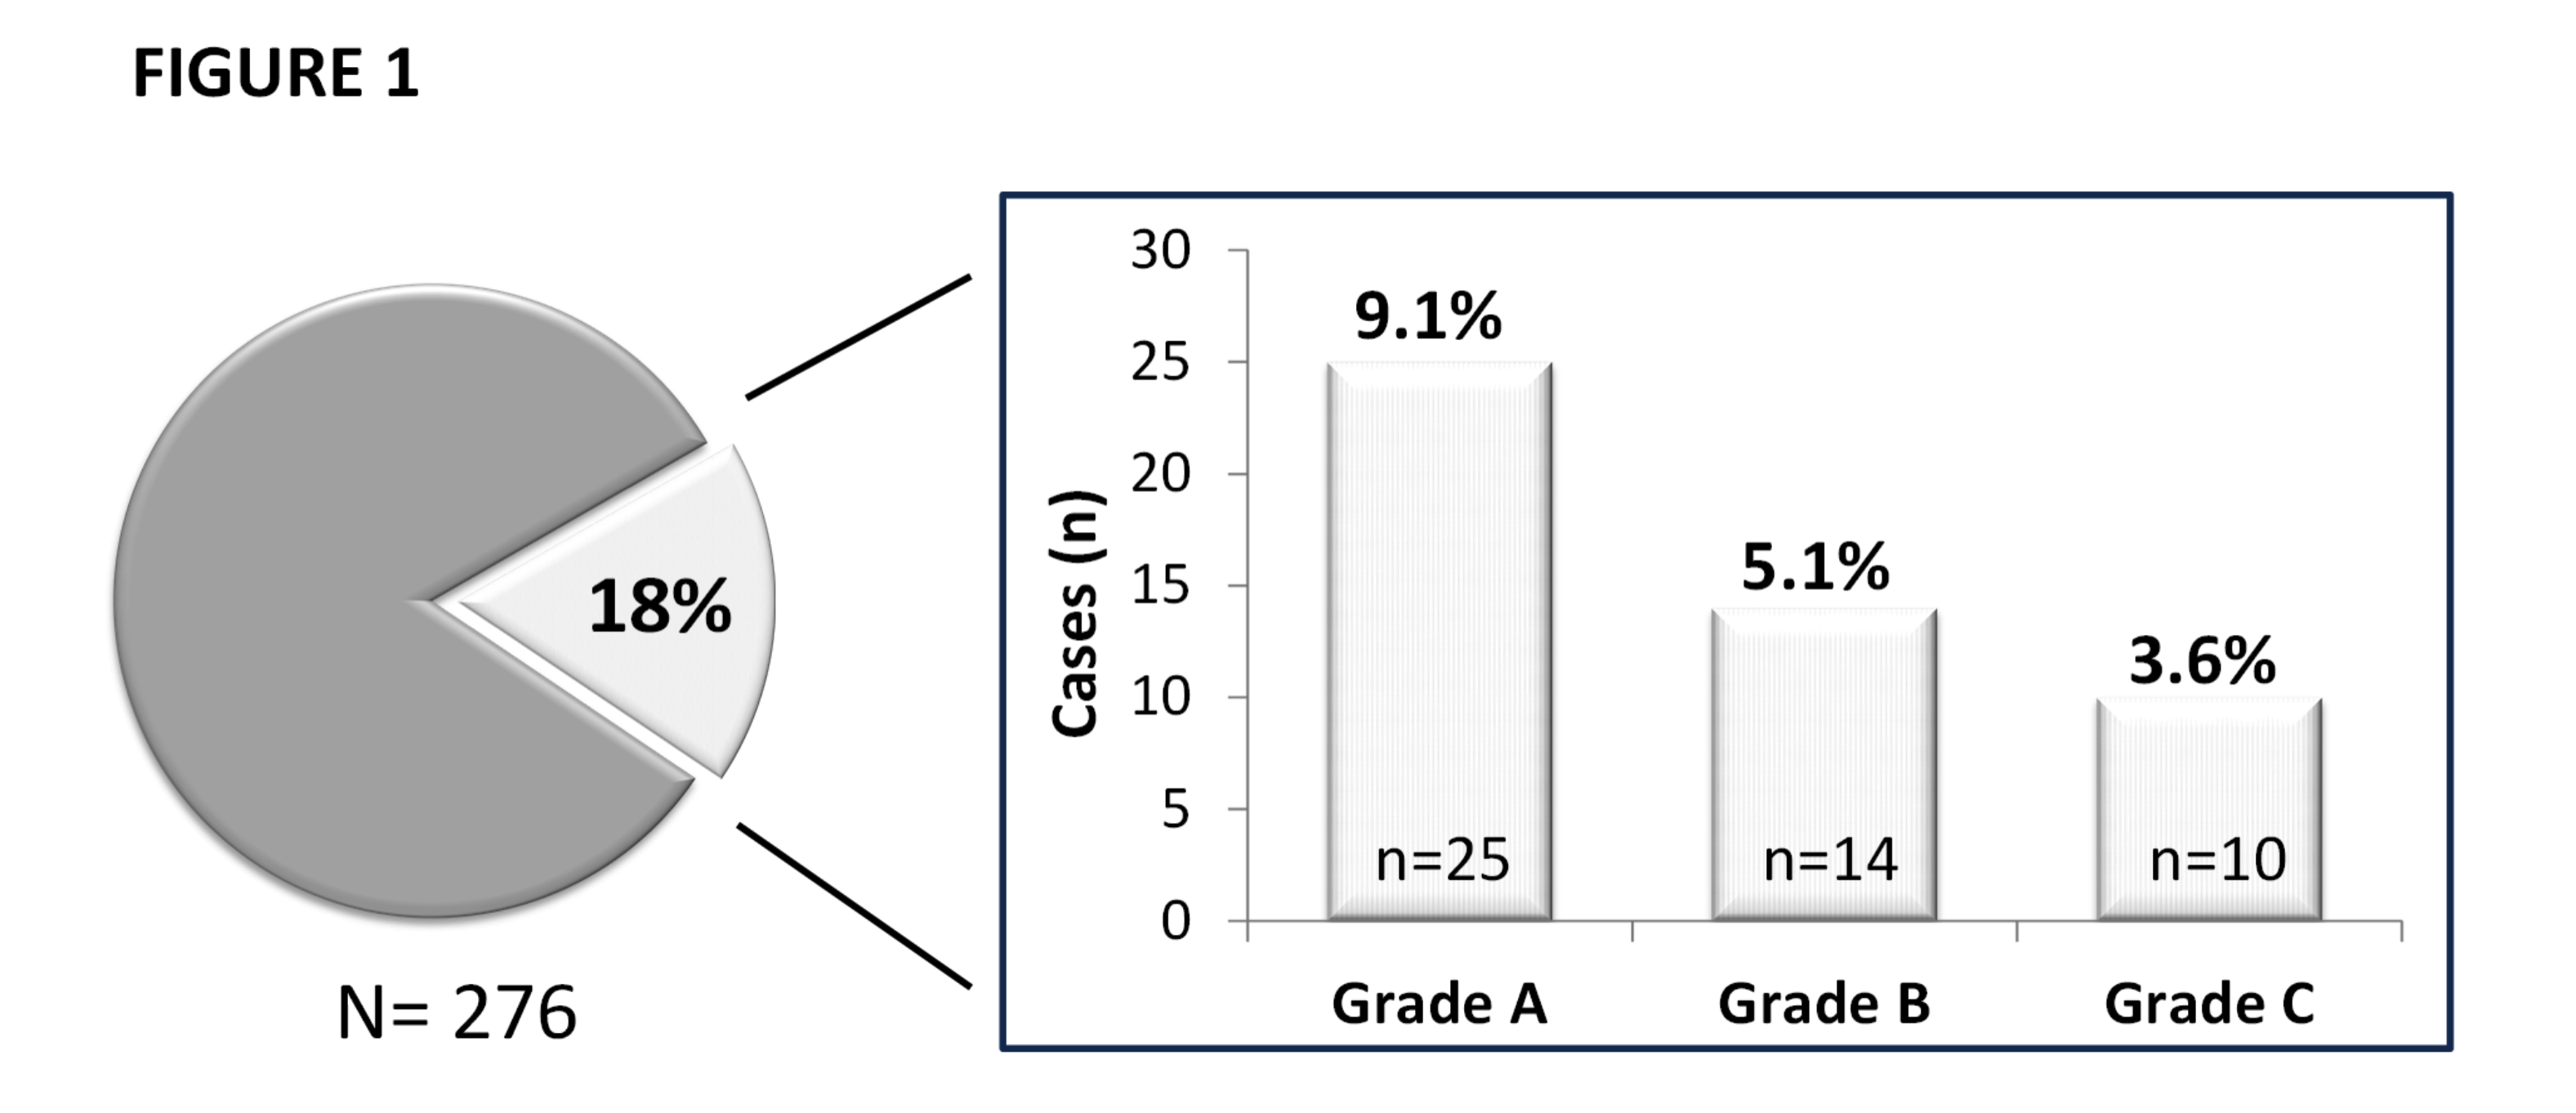 FIGURE 1
18%
N= 276
Cases (n)
30
25
20
15
10
5
0
9.1%
5.1%
3.6%
n=25
n=14
n=10
Grade A
Grade B
Grade C